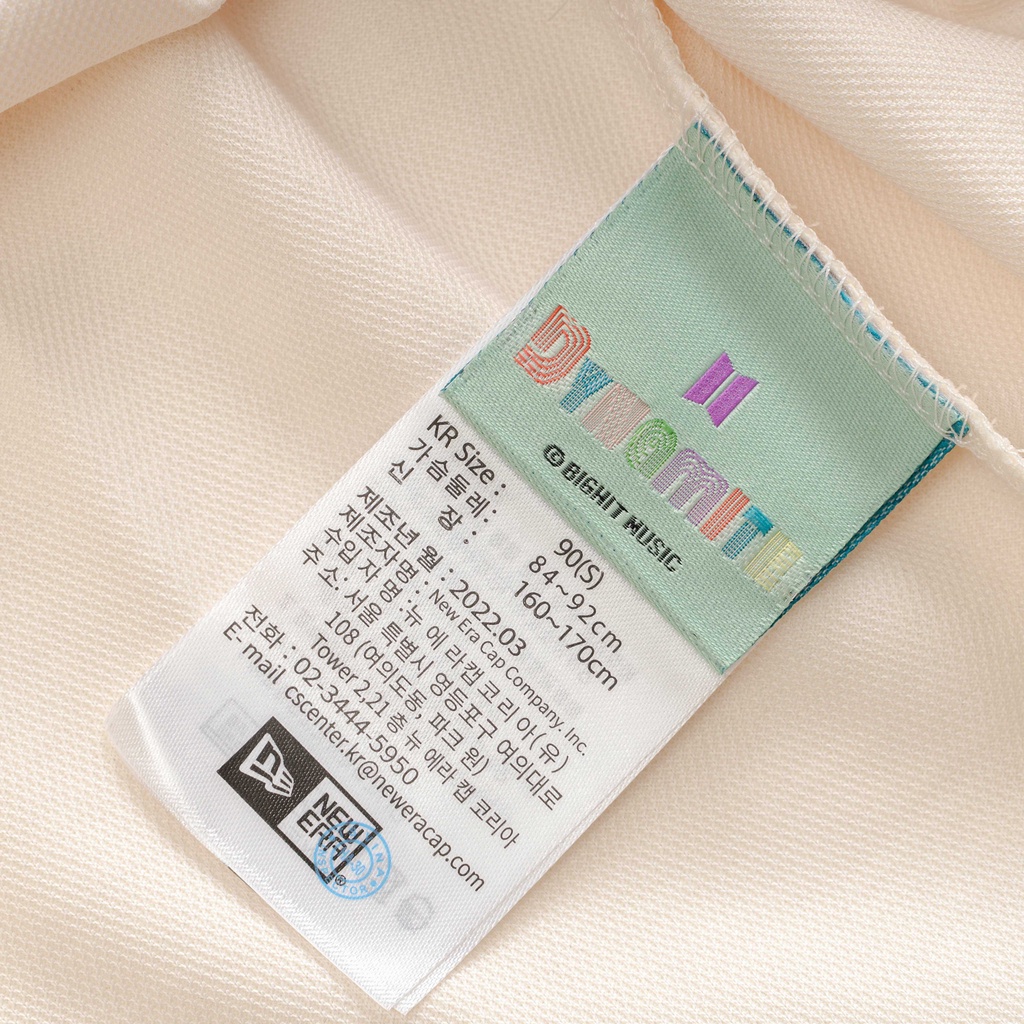 DYNAMITE
© BIGHIT MUSIC
KR Size : 90(S)
가슴둘레 : 84~92cm
신 장 : 160~170cm
제조년 월 : 2022.03
제조자명 : New Era Cap Company, Inc.
수입 자 명 : 뉴 에 라캡 코 리 아(유)
주 소: 서울 특별시 영등포구 여의대로
108 (여의도동, 파크 원)
Tower2,21 층 뉴 에라 캡 코리아
전화 : 02-3444-5950
E-mail cscenter.kr@neweracap.com
NEW
ERA®